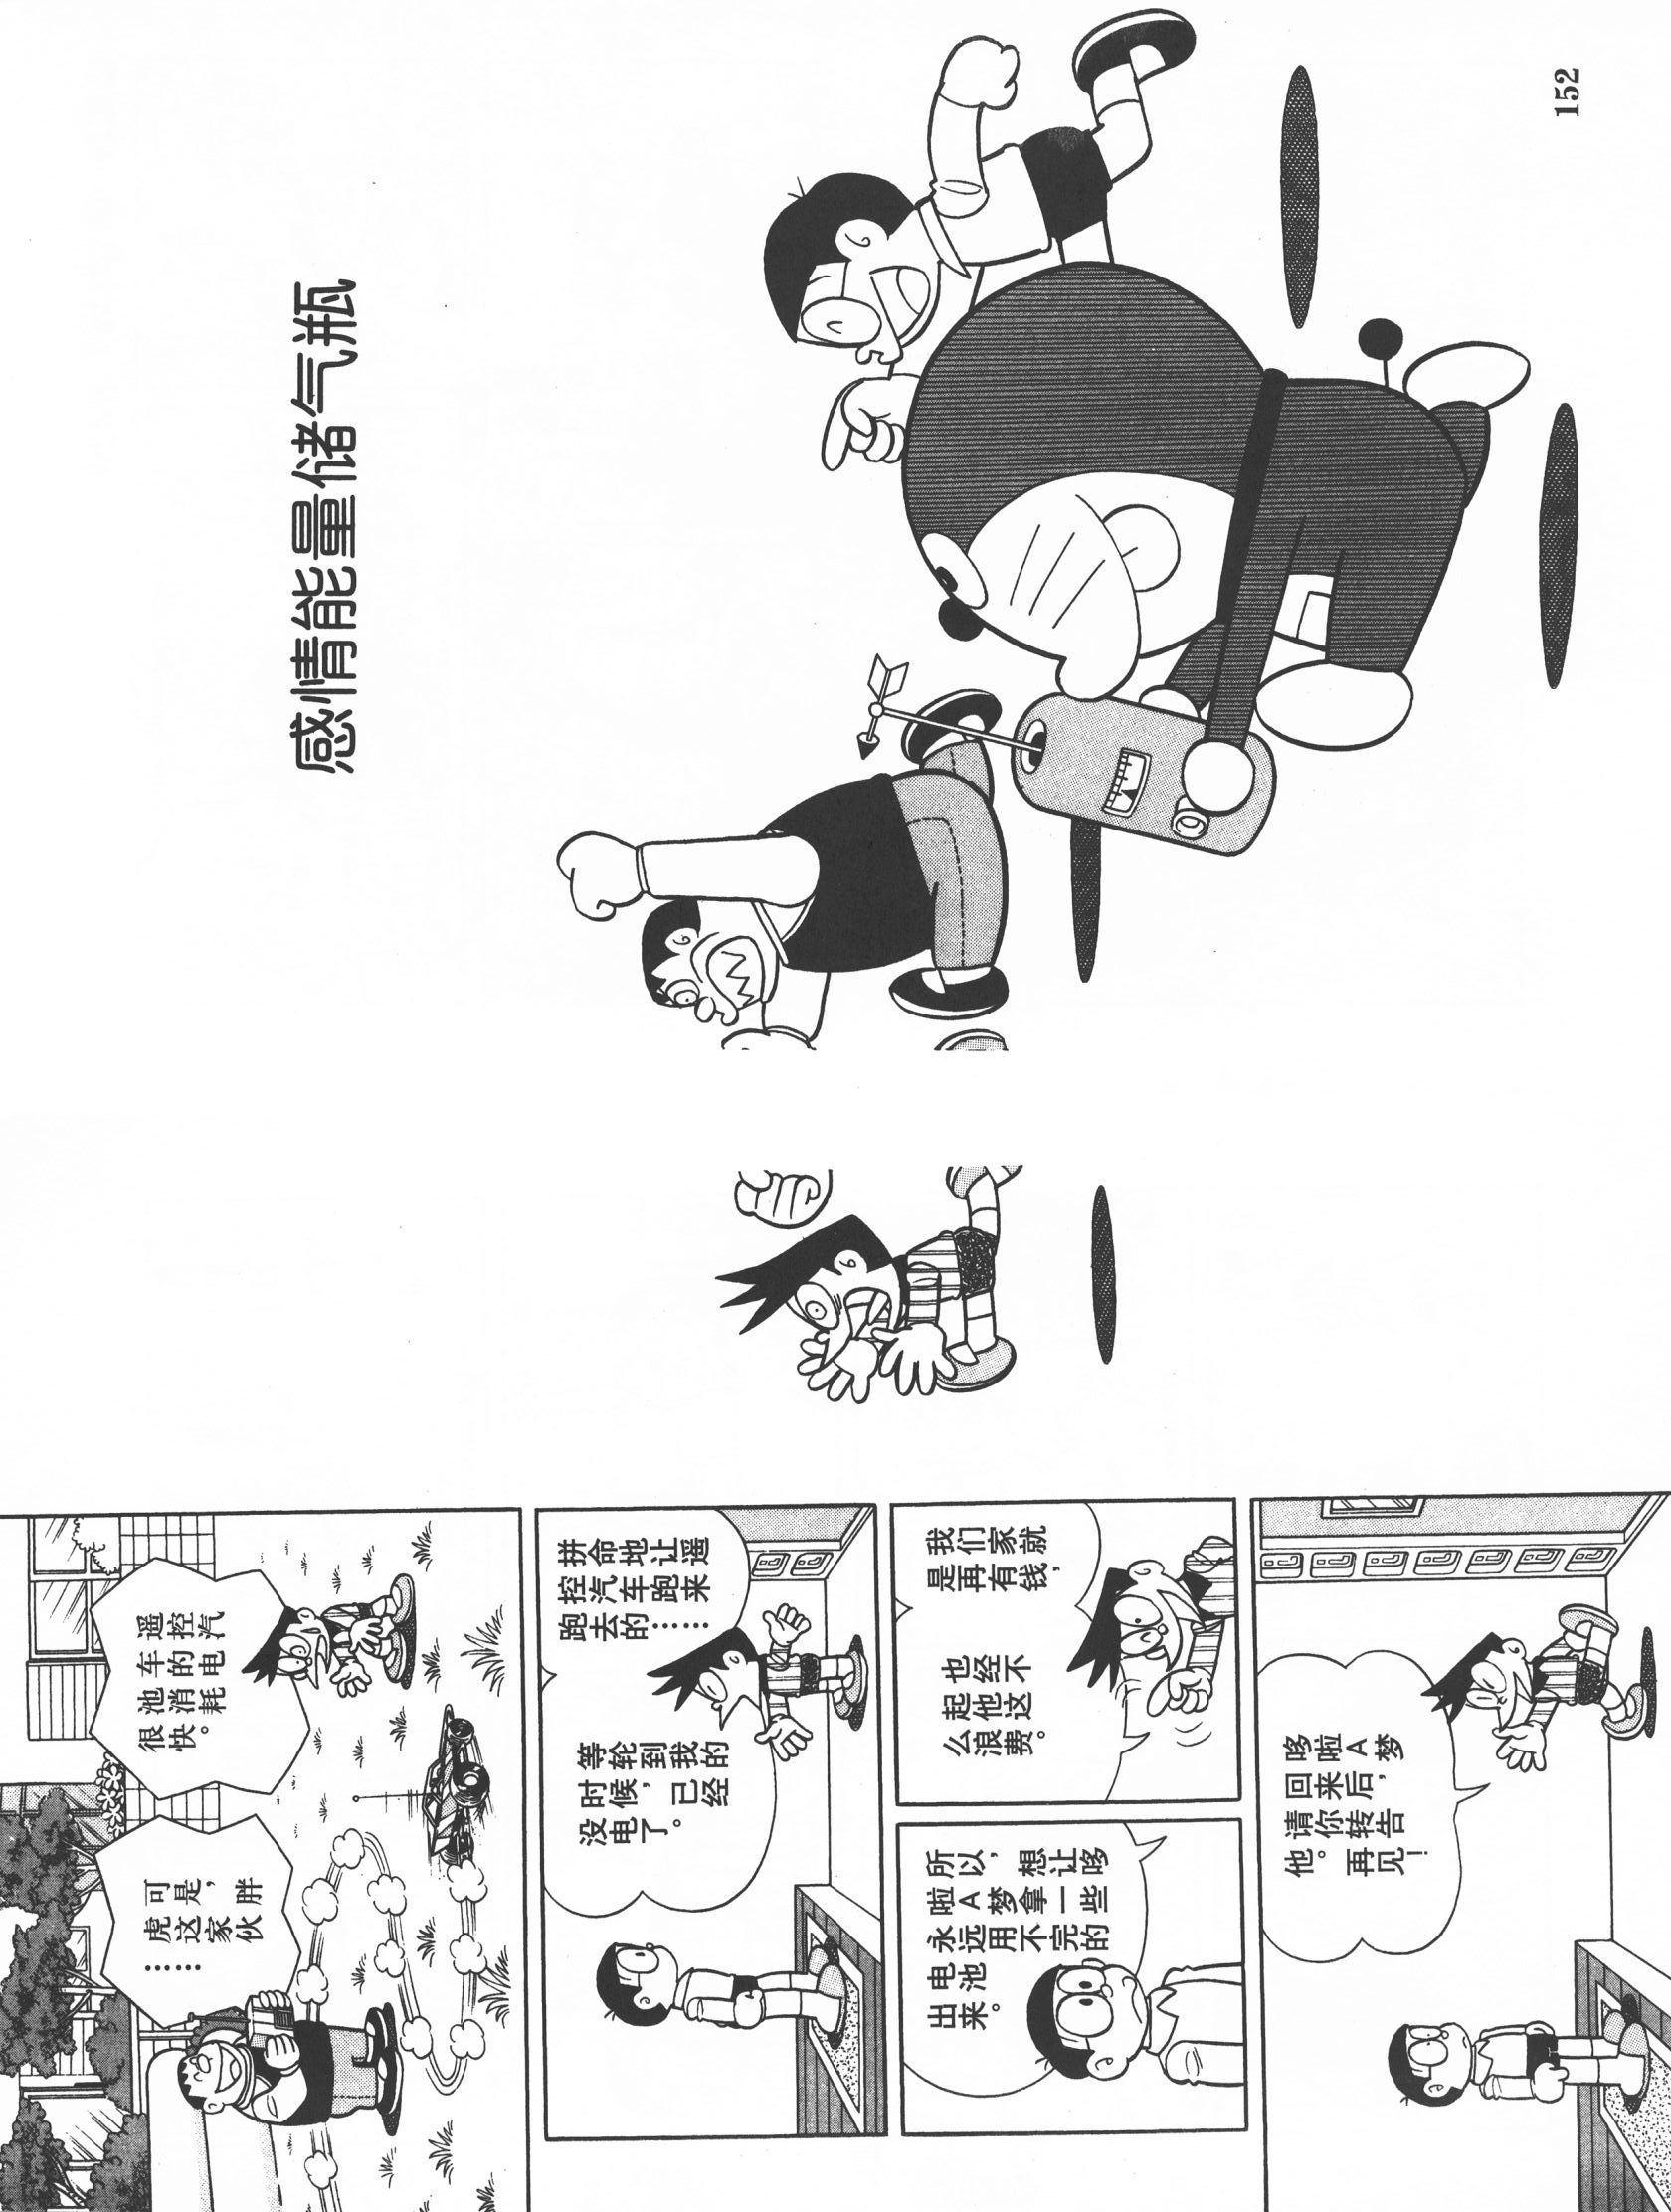 感情能量储气瓶
152
遥控汽
车的电
池消耗
很快。
可是，胖
虎这家伙
……
拼命地让遥
控汽车跑来
跑去的……
等轮到我的
时候，已经
没电了。
我们家就
是再有钱，
也经不
起他这
么浪费。
所以，想让哆
啦A梦拿一些
永远用不完的
电池
出来。
哆啦A梦
回来后，
请你转告
他。再见！